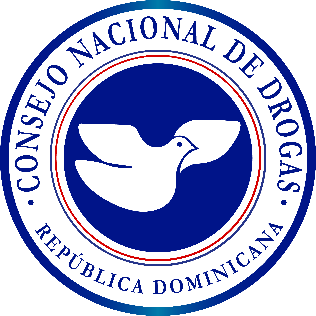 · CONSEJO NACIONAL DE DROGAS ·
REPÚBLICA DOMINICANA